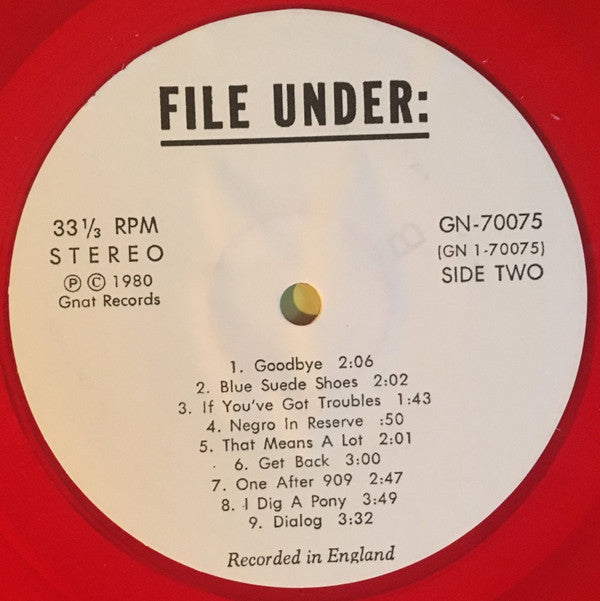 FILE UNDER:
33 1/3 RPM
STEREO
Ⓟ © 1980
Gnat Records
GN-70075
(GN 1-70075)
SIDE TWO
1. Goodbye 2:06
2. Blue Suede Shoes 2:02
3. If You've Got Troubles 1:43
4. Negro In Reserve :50
5. That Means A Lot 2:01
6. Get Back 3:00
7. One After 909 2:47
8. I Dig A Pony 3:49
9. Dialog 3:32
Recorded in England